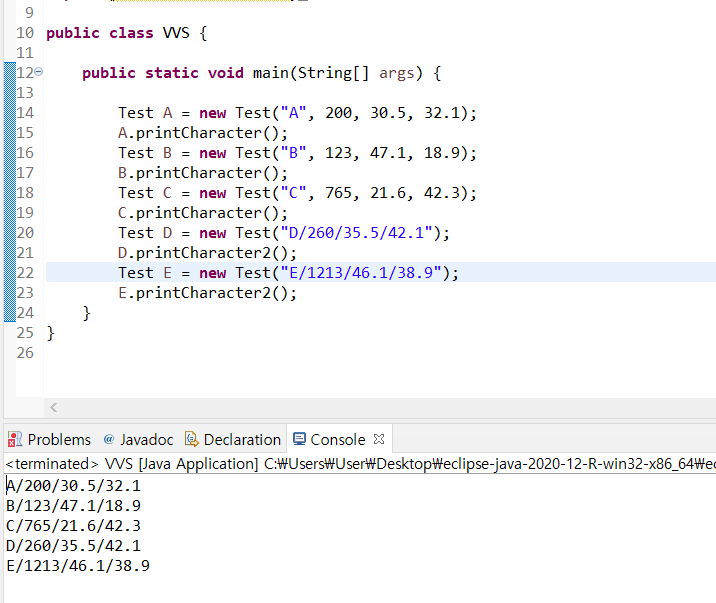 9
10 public class VVS {
11
12 public static void main(String[] args) {
13
14 Test A = new Test("A", 200, 30.5, 32.1);
15 A.printCharacter();
16 Test B = new Test("B", 123, 47.1, 18.9);
17 B.printCharacter();
18 Test C = new Test("C", 765, 21.6, 42.3);
19 C.printCharacter();
20 Test D = new Test("D/260/35.5/42.1");
21 D.printCharacter2();
22 Test E = new Test("E/1213/46.1/38.9");
23 E.printCharacter2();
24 }
25 }
26
Problems @ Javadoc Declaration Console
<terminated> VVS [Java Application] C:₩Users₩User₩Desktop₩eclipse-java-2020-12-R-win32-x86_64₩ec
A/200/30.5/32.1
B/123/47.1/18.9
C/765/21.6/42.3
D/260/35.5/42.1
E/1213/46.1/38.9